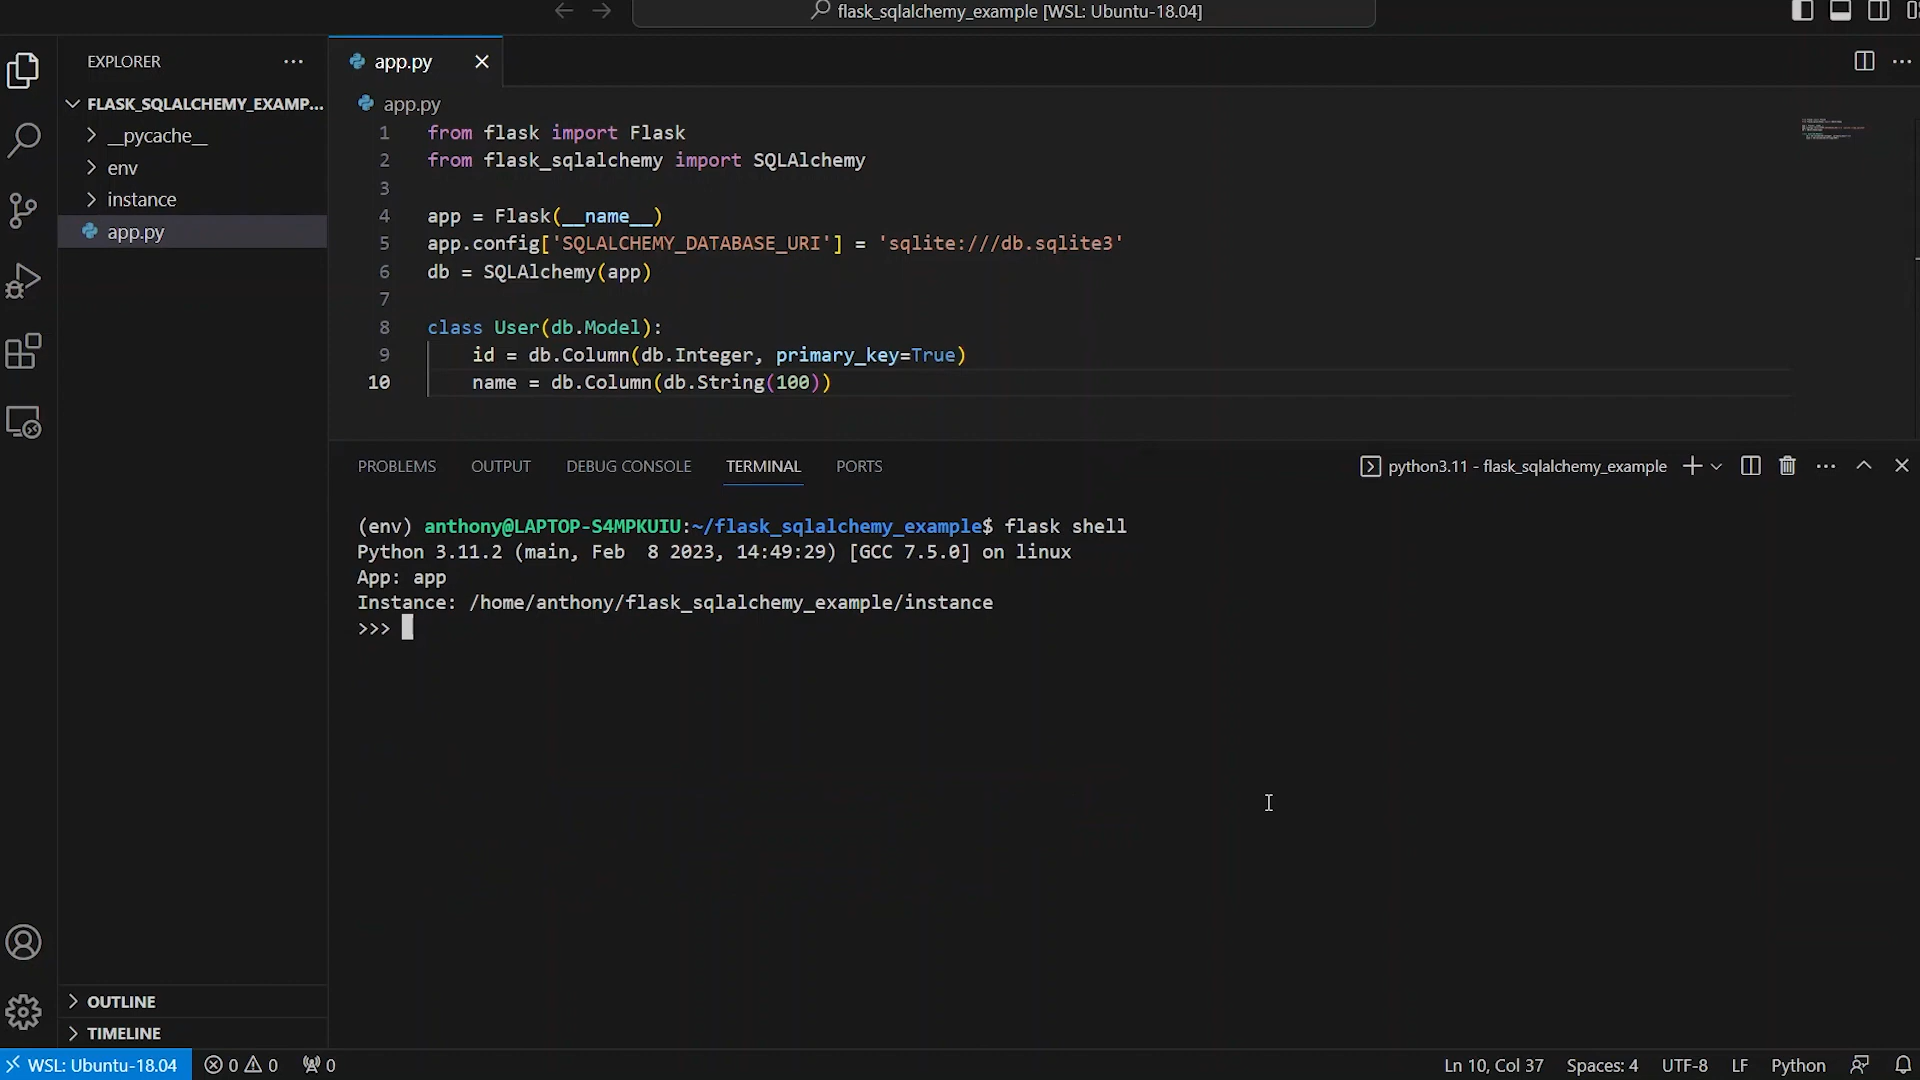 flask_sqlalchemy_example [WSL: Ubuntu-18.04]
EXPLORER
FLASK_SQLALCHEMY_EXAMP...
__pycache__
env
instance
app.py
app.py
app.py
1 from flask import Flask
2 from flask_sqlalchemy import SQLAlchemy
3
4 app = Flask(__name__)
5 app.config['SQLALCHEMY_DATABASE_URI'] = 'sqlite:///db.sqlite3'
6 db = SQLAlchemy(app)
7
8 class User(db.Model):
9 id = db.Column(db.Integer, primary_key=True)
10 name = db.Column(db.String(100))
PROBLEMS OUTPUT DEBUG CONSOLE TERMINAL PORTS
python3.11 - flask_sqlalchemy_example
(env) anthony@LAPTOP-S4MPKUIU:~/flask_sqlalchemy_example$ flask shell
Python 3.11.2 (main, Feb  8 2023, 14:49:29) [GCC 7.5.0] on linux
App: app
Instance: /home/anthony/flask_sqlalchemy_example/instance
>>>
OUTLINE
TIMELINE
WSL: Ubuntu-18.04 0 0 0 Ln 10, Col 37 Spaces: 4 UTF-8 LF Python